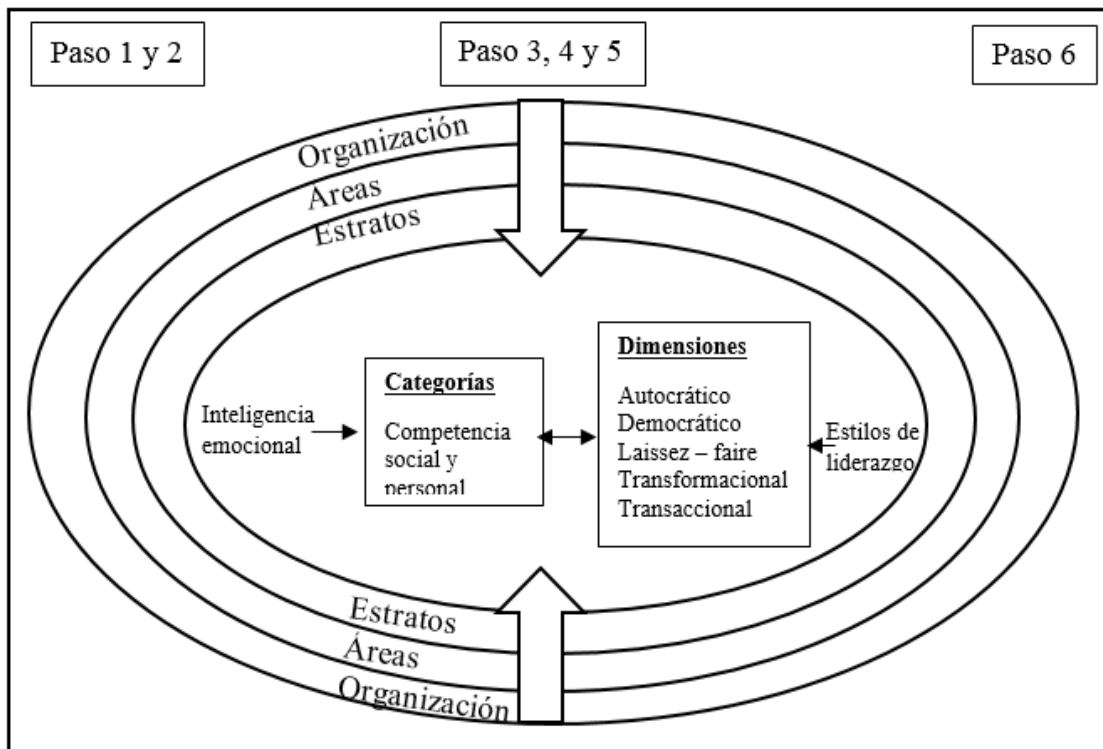 Paso 1 y 2
Paso 3, 4 y 5
Paso 6
Organización
Areas
Estratos
Inteligencia
emocional
Categorías
Competencia
social y
personal
Dimensiones
Autocrático
Democrático
Laissez – faire
Transformacional
Transaccional
Estilos de
liderazgo
Estratos
Áreas
Organización